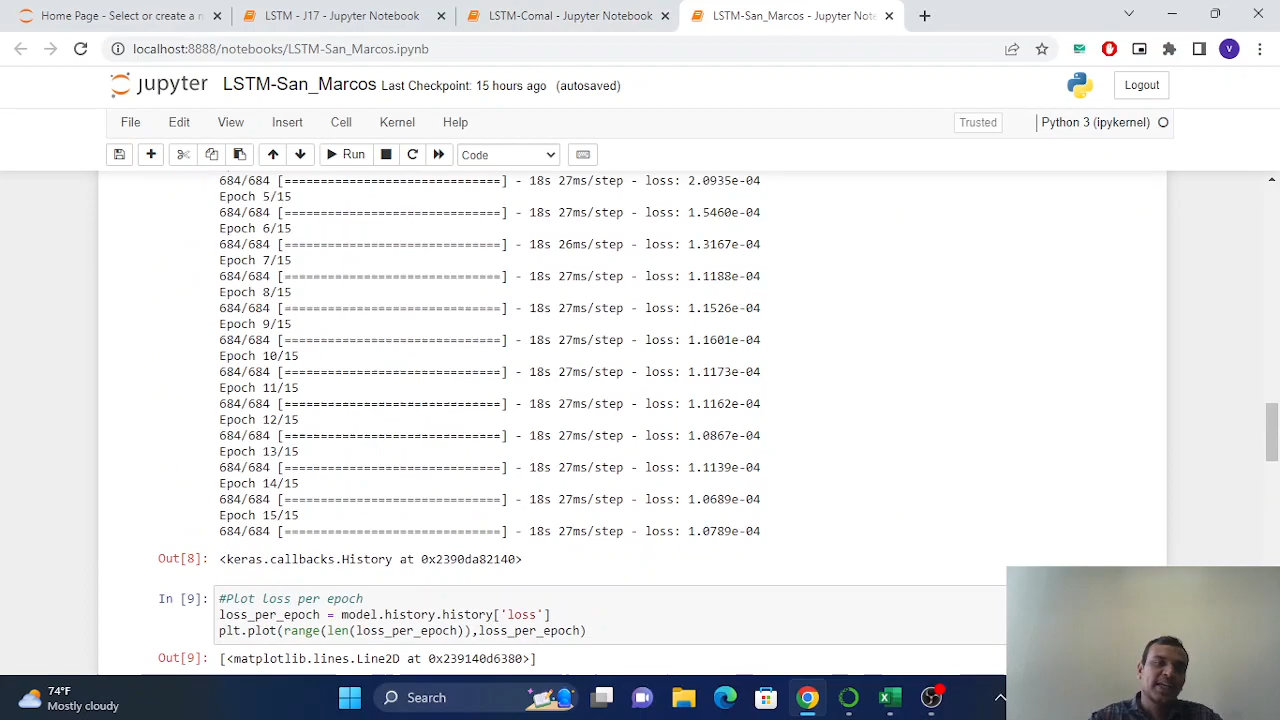 Home Page - Select or create a n
LSTM - J17 - Jupyter Notebook
LSTM-Comal - Jupyter Notebook
LSTM-San_Marcos - Jupyter Note
localhost:8888/notebooks/LSTM-San_Marcos.ipynb
V
jupyter LSTM-San_Marcos Last Checkpoint: 15 hours ago (autosaved)
Logout
File Edit View Insert Cell Kernel Help
Trusted
Python 3 (ipykernel)
Run
Code
684/684 [==============================] - 18s 27ms/step - loss: 2.0935e-04
Epoch 5/15
684/684 [==============================] - 18s 27ms/step - loss: 1.5460e-04
Epoch 6/15
684/684 [==============================] - 18s 26ms/step - loss: 1.3167e-04
Epoch 7/15
684/684 [==============================] - 18s 27ms/step - loss: 1.1188e-04
Epoch 8/15
684/684 [==============================] - 18s 27ms/step - loss: 1.1526e-04
Epoch 9/15
684/684 [==============================] - 18s 27ms/step - loss: 1.1601e-04
Epoch 10/15
684/684 [==============================] - 18s 27ms/step - loss: 1.1173e-04
Epoch 11/15
684/684 [==============================] - 18s 27ms/step - loss: 1.1162e-04
Epoch 12/15
684/684 [==============================] - 18s 27ms/step - loss: 1.0867e-04
Epoch 13/15
684/684 [==============================] - 18s 27ms/step - loss: 1.1139e-04
Epoch 14/15
684/684 [==============================] - 18s 27ms/step - loss: 1.0689e-04
Epoch 15/15
684/684 [==============================] - 18s 27ms/step - loss: 1.0789e-04
Out[8]: <keras.callbacks.History at 0x2390da82140>
In [9]: #Plot loss per epoch
loss_per_epoch = model.history.history['loss']
plt.plot(range(len(loss_per_epoch)),loss_per_epoch)
Out[9]: [<matplotlib.lines.Line2D at 0x239140d6380>]
74°F
Mostly cloudy
Search